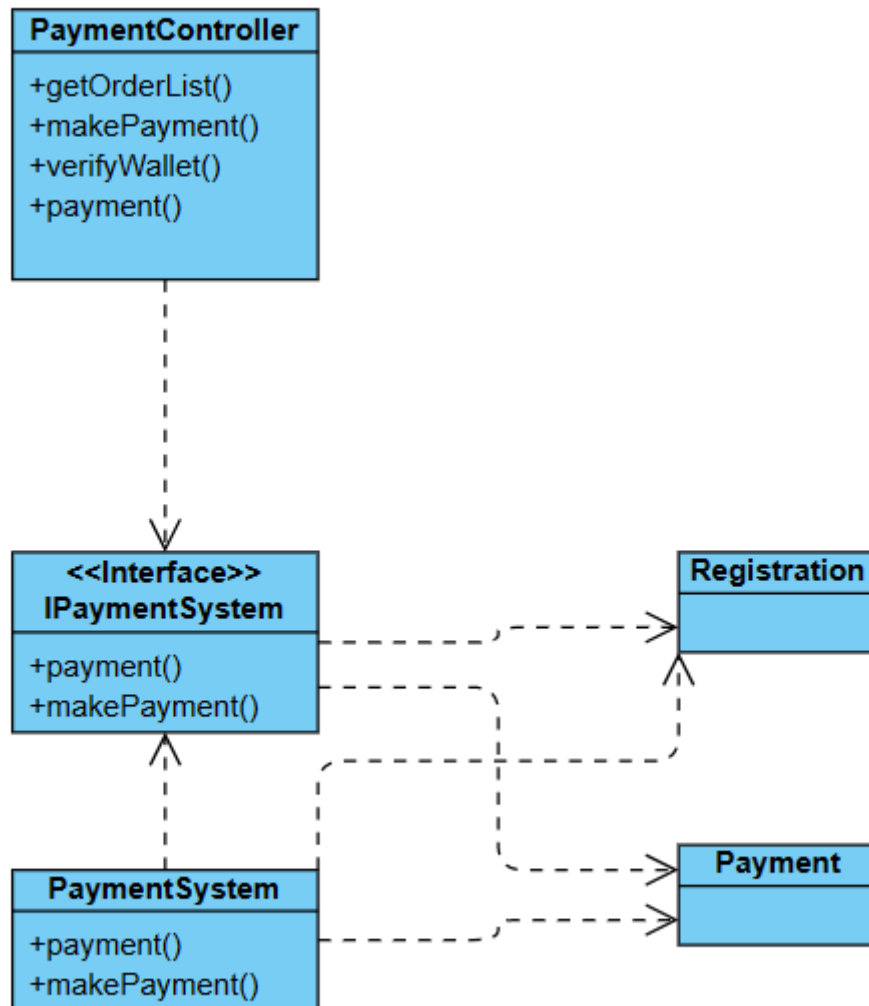 PaymentController
+getOrderList()
+makePayment()
+verifyWallet()
+payment()
<<Interface>>
IPaymentSystem
+payment()
+makePayment()
Registration
PaymentSystem
+payment()
+makePayment()
Payment